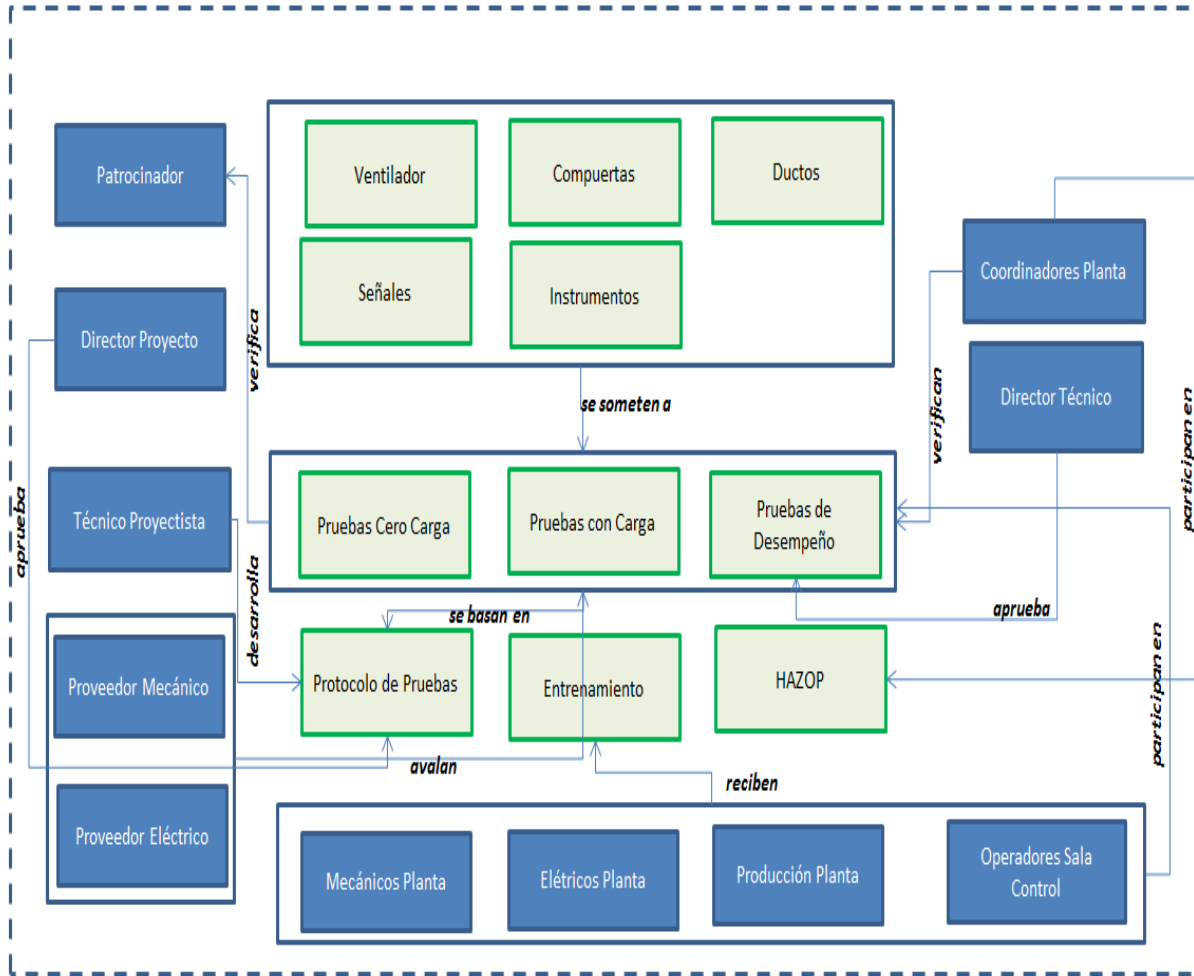 Patrocinador
Ventilador
Compuertas
Ductos
Señales
Instrumentos
Coordinadores Planta
Director Proyecto
verifica
Director Técnico
se someten a
verifican
participan en
Técnico Proyectista
aprueba
Pruebas Cero Carga
Pruebas con Carga
Pruebas de
Desempeño
desarrolla
se basan en
aprueba
Proveedor Mecánico
Protocolo de Pruebas
Entrenamiento
HAZOP
participan en
avalan
reciben
Proveedor Eléctrico
Mecánicos Planta
Elétricos Planta
Producción Planta
Operadores Sala
Control